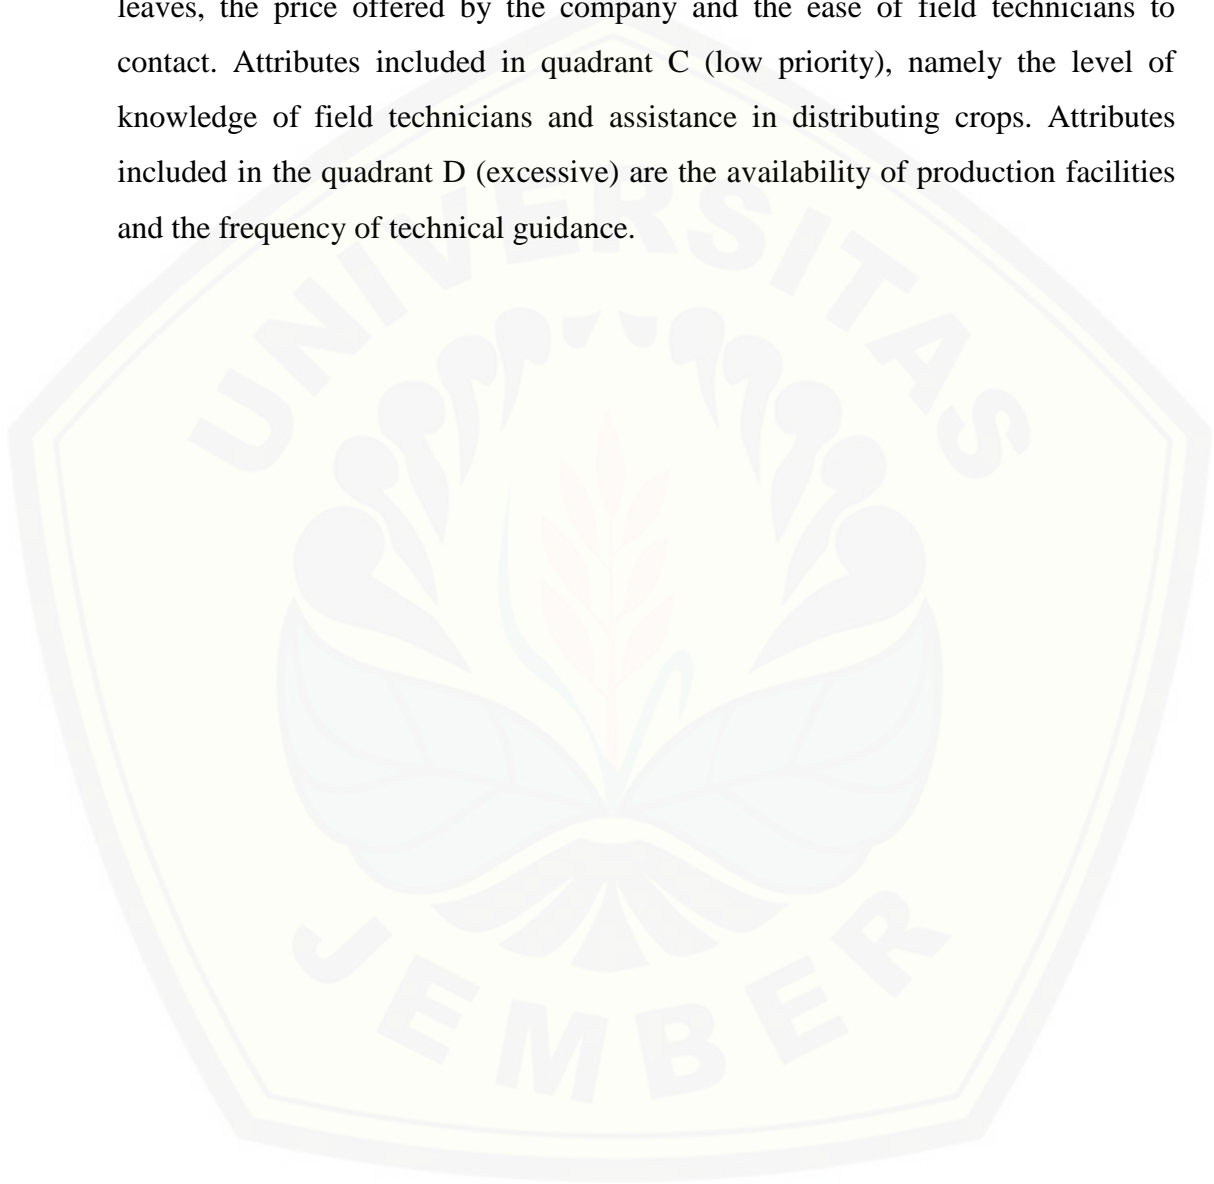 leaves, the price offered by the company and the ease of field technicians to
contact. Attributes included in quadrant C (low priority), namely the level of
knowledge of field technicians and assistance in distributing crops. Attributes
included in the quadrant D (excessive) are the availability of production facilities
and the frequency of technical guidance.
UNIVERSITAS
JEMBER